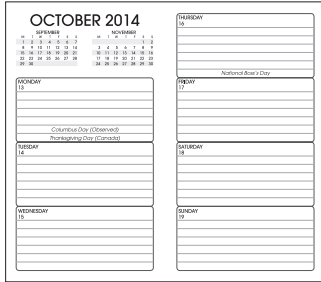 OCTOBER 2014
SEPTEMBER
M T W T F S S
1 2 3 4 5 6 7
8 9 10 11 12 13 14
15 16 17 18 19 20 21
22 23 24 25 26 27 28
29 30
NOVEMBER
M T W T F S S
1 2
3 4 5 6 7 8 9
10 11 12 13 14 15 16
17 18 19 20 21 22 23
24 25 26 27 28 29 30
MONDAY
13
Columbus Day (Observed)
Thanksgiving Day (Canada)
TUESDAY
14
WEDNESDAY
15
THURSDAY
16
National Boss's Day
FRIDAY
17
SATURDAY
18
SUNDAY
19